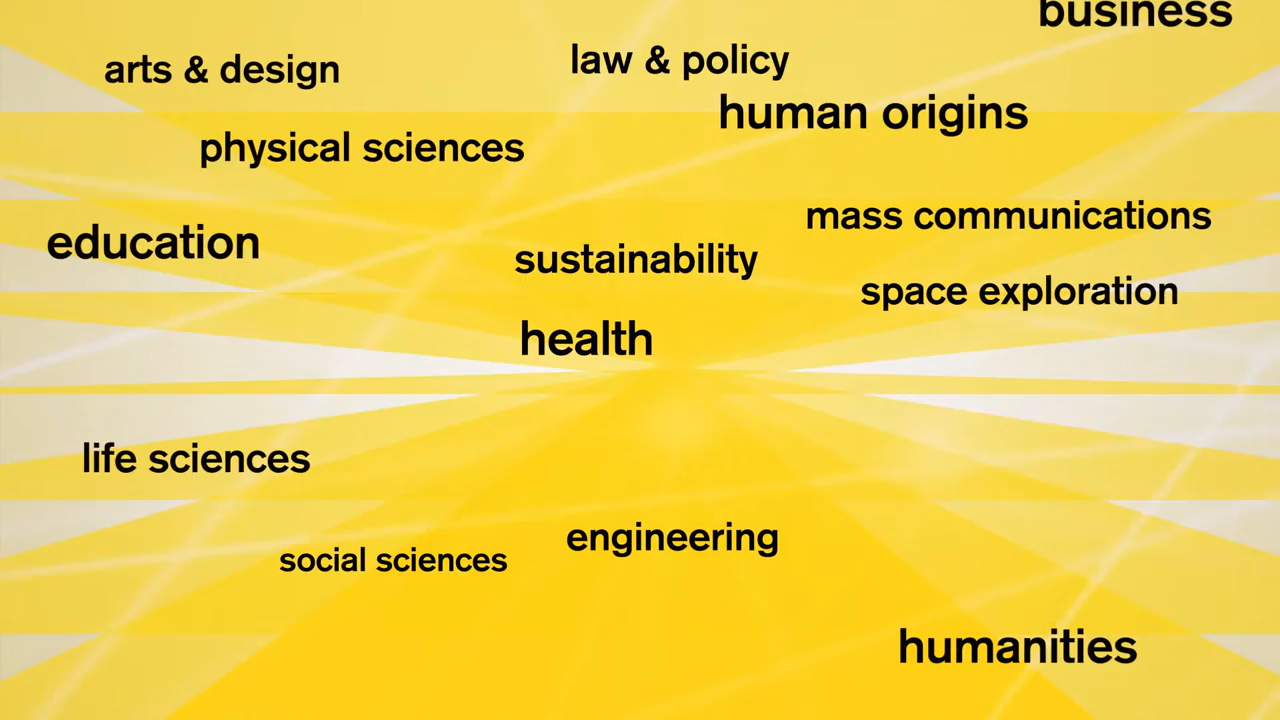 business
arts & design
law & policy
human origins
physical sciences
mass communications
education
sustainability
space exploration
health
life sciences
engineering
social sciences
humanities